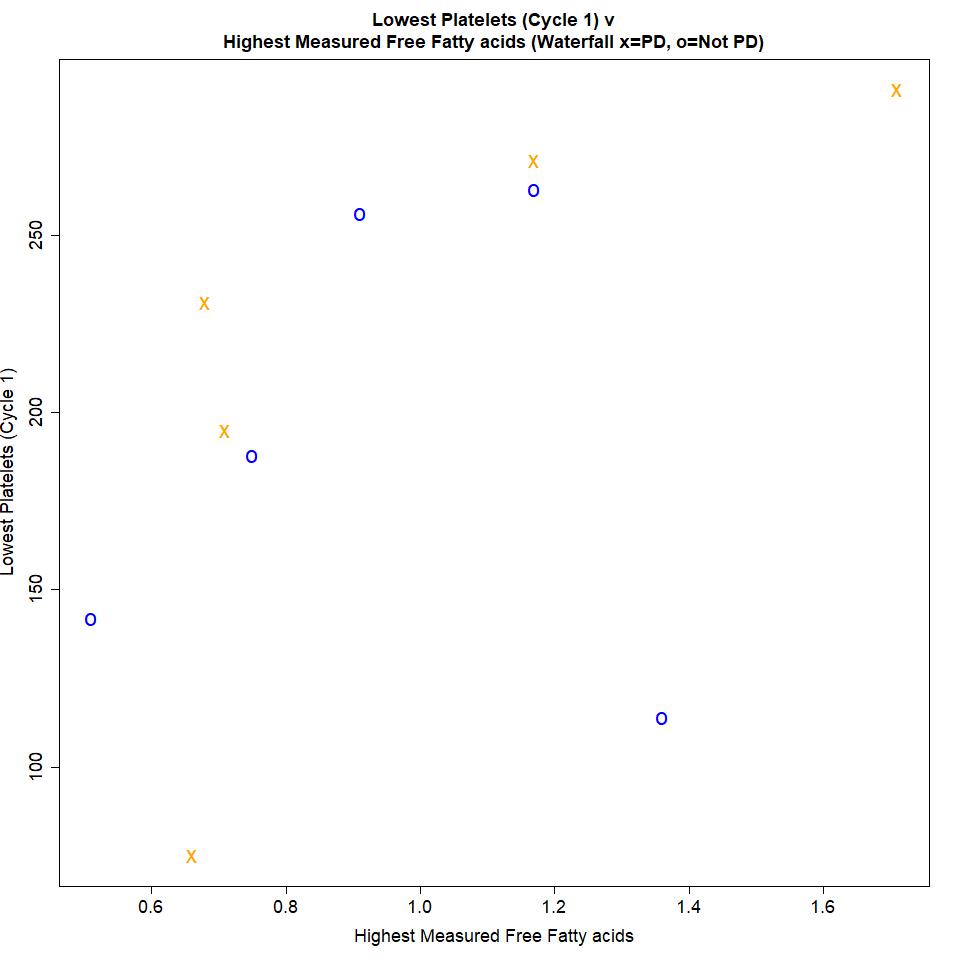 Lowest Platelets (Cycle 1) v
Highest Measured Free Fatty acids (Waterfall x=PD, o=Not PD)
X
X
O
O
250
X
200
X
O
Lowest Platelets (Cycle 1)
150
O
O
100
X
0.6 0.8 1.0 1.2 1.4 1.6
Highest Measured Free Fatty acids